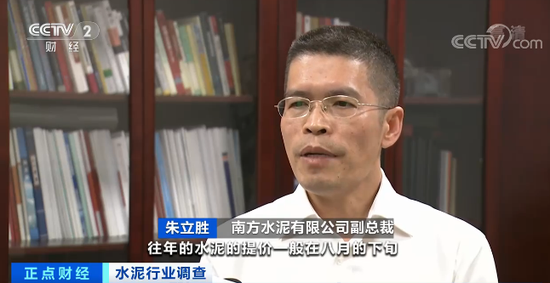 CCTV 2
财经
CCTV.com
朱立胜 南方水泥有限公司副总裁
往年的水泥的提价一般在八月的下旬
正点财经 水泥行业调查